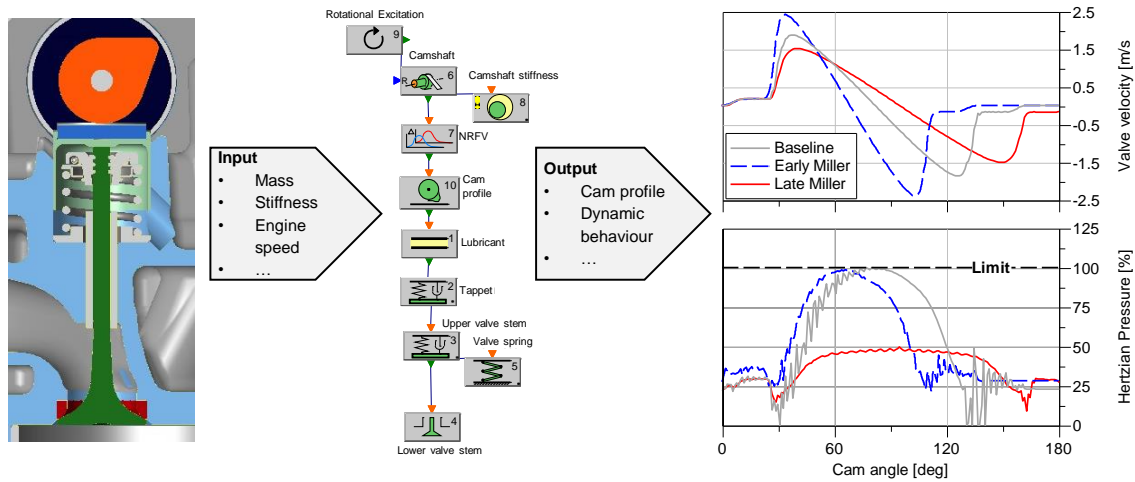 Rotational Excitation
9
Camshaft
R
6
Camshaft stiffness
8
7
NRFV
10
Cam
profile
1
Lubricant
2
Tappet
Upper valve stem
3
Valve spring
5
4
Lower valve stem
Input
• Mass
• Stiffness
• Engine
speed
• …
Output
• Cam profile
• Dynamic
behaviour
• …
2.5
1.5
0.5
-0.5
-1.5
-2.5
Valve velocity [m/s]
Baseline
Early Miller
Late Miller
125
100
75
50
25
0
Hertzian Pressure [%]
Limit
0 60 120 180
Cam angle [deg]